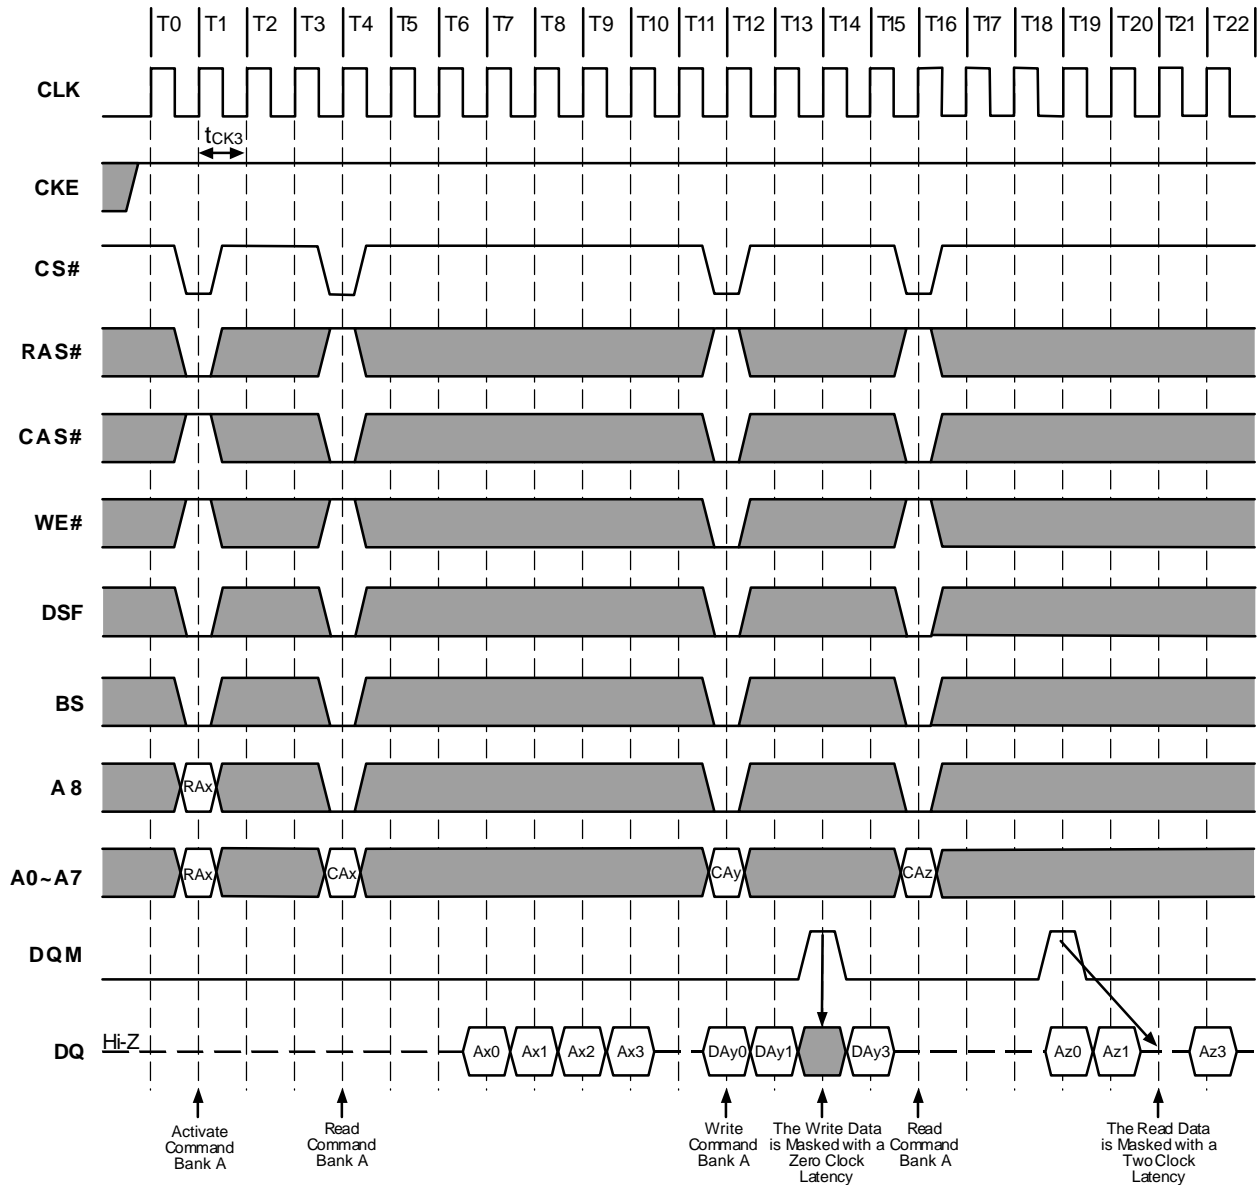 T0 T1 T2 T3 T4 T5 T6 T7 T8 T9 T10 T11 T12 T13 T14 T15 T16 T17 T18 T19 T20 T21 T22
CLK
tCK3
CKE
CS#
RAS#
CAS#
WE#
DSF
BS
A8
RAx
A0~A7
RAx CAx CAy CAz
DQM
DQ
Hi-Z
Ax0 Ax1 Ax2 Ax3 DAy0 DAy1 DAy3 Az0 Az1 Az3
Activate
Command
Bank A
Read
Command
Bank A
Write
Command
Bank A
The Write Data
is Masked with a
Zero Clock
Latency
Read
Command
Bank A
The Read Data
is Masked with a
Two Clock
Latency